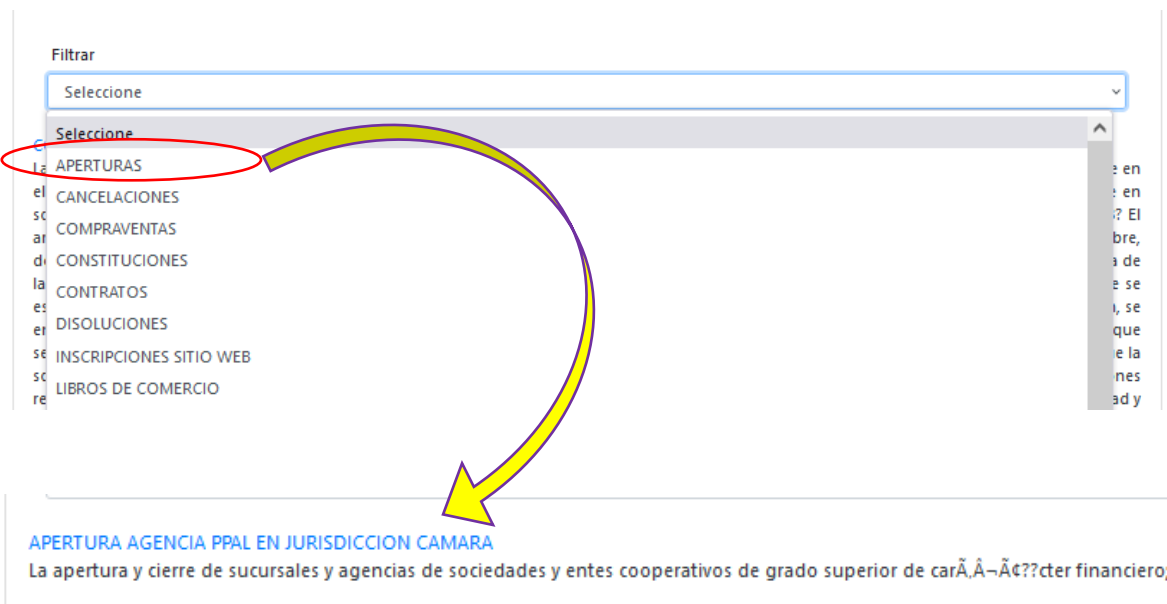 Filtrar
Seleccione
Seleccione
APERTURAS
CANCELACIONES
COMPRAVENTAS
CONSTITUCIONES
CONTRATOS
DISOLUCIONES
INSCRIPCIONES SITIO WEB
LIBROS DE COMERCIO
APERTURA AGENCIA PPAL EN JURISDICCION CAMARA
La apertura y cierre de sucursales y agencias de sociedades y entes cooperativos de grado superior de carÃ‚Â¬Ã¢??cter financiero;